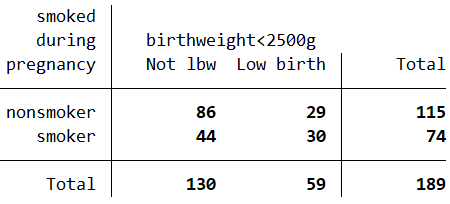 smoked
during birthweight<2500g
pregnancy Not lbw Low birth Total
nonsmoker 86 29 115
smoker 44 30 74
Total 130 59 189